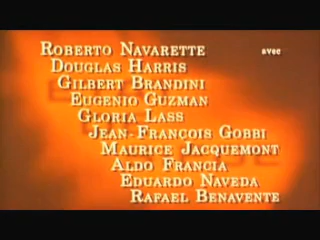 avec
Roberto Navarette
Douglas Harris
Gilbert Brandini
Eugenio Guzman
Gloria Lass
Jean-François Gobbi
Maurice Jacquemont
Aldo Francia
Eduardo Naveda
Rafael Benavente